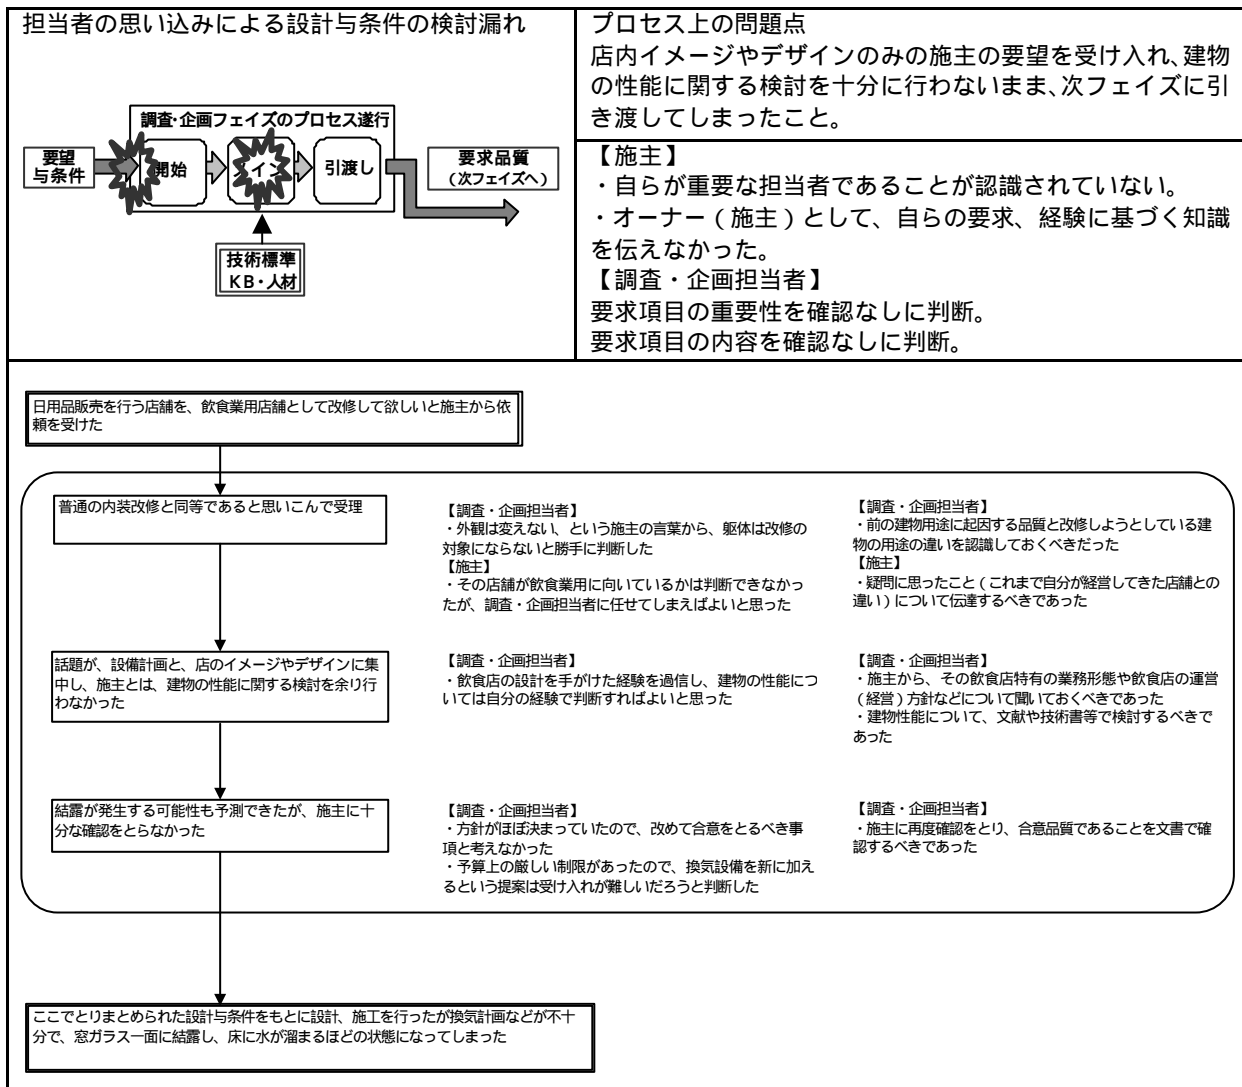 担当者の思い込みによる設計与条件の検討漏れ
調査･企画フェイズのプロセス遂行
要望
与条件
開始
メイン
引渡し
要求品質
（次フェイズへ）
技術標準
ＫＢ・人材
プロセス上の問題点
店内イメージやデザインのみの施主の要望を受け入れ、建物
の性能に関する検討を十分に行わないまま、次フェイズに引
き渡してしまったこと。
【施主】
・自らが重要な担当者であることが認識されていない。
・オーナー（施主）として、自らの要求、経験に基づく知識
を伝えなかった。
【調査・企画担当者】
要求項目の重要性を確認なしに判断。
要求項目の内容を確認なしに判断。
日用品販売を行う店舗を、飲食業用店舗として改修して欲しいと施主から依
頼を受けた
普通の内装改修と同等であると思いこんで受理
【調査・企画担当者】
・外観は変えない、という施主の言葉から、躯体は改修の
対象にならないと勝手に判断した
【施主】
・その店舗が飲食業用に向いているかは判断できなかっ
たが、調査・企画担当者に任せてしまえばよいと思った
【調査・企画担当者】
・前の建物用途に起因する品質と改修しようとしている建
物の用途の違いを認識しておくべきだった
【施主】
・疑問に思ったこと（これまで自分が経営してきた店舗との
違い）について伝達するべきであった
話題が、設備計画と、店のイメージやデザインに集
中し、施主とは、建物の性能に関する検討を余り行
わなかった
【調査・企画担当者】
・飲食店の設計を手がけた経験を過信し、建物の性能につ
いては自分の経験で判断すればよいと思った
【調査・企画担当者】
・施主から、その飲食店特有の業務形態や飲食店の運営
（経営）方針などについて聞いておくべきであった
・建物性能について、文献や技術書等で検討するべきで
あった
結露が発生する可能性も予測できたが、施主に十
分な確認をとらなかった
【調査・企画担当者】
・方針がほぼ決まっていたので、改めて合意をとるべき事
項と考えなかった
・予算上の厳しい制限があったので、換気設備を新に加え
るという提案は受け入れが難しいだろうと判断した
【調査・企画担当者】
・施主に再度確認をとり、合意品質であることを文書で確
認するべきであった
ここでとりまとめられた設計与条件をもとに設計、施工を行ったが換気計画などが不十
分で、窓ガラス一面に結露し、床に水が溜まるほどの状態になってしまった